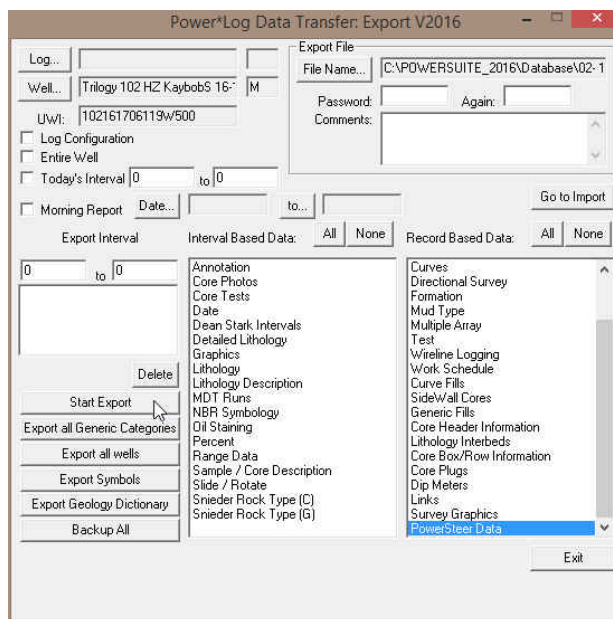 Power*Log Data Transfer: Export V2016
Log...
Export File
File Name... C:\POWERSUITE_2016\Database\02- 1
Well... Trilogy 102 HZ KaybobS 16- M
Password: Again:
UWI: 102161706119W500
Comments:
Log Configuration
Entire Well
Today's Interval 0 to 0
Morning Report Date... to...
Go to Import
Export Interval
Interval Based Data: All None
Record Based Data: All None
0 to 0
Delete
Start Export
Export all Generic Categories
Export all wells
Export Symbols
Export Geology Dictionary
Backup All
Annotation
Core Photos
Core Tests
Date
Dean Stark Intervals
Detailed Lithology
Graphics
Lithology
Lithology Description
MDT Runs
NBR Symbology
Oil Staining
Percent
Range Data
Sample / Core Description
Slide / Rotate
Snieder Rock Type (C)
Snieder Rock Type (G)
Curves
Directional Survey
Formation
Mud Type
Multiple Array
Test
Wireline Logging
Work Schedule
Curve Fills
SideWall Cores
Generic Fills
Core Header Information
Lithology Interbeds
Core Box/Row Information
Core Plugs
Dip Meters
Links
Survey Graphics
PowerSteer Data
Exit